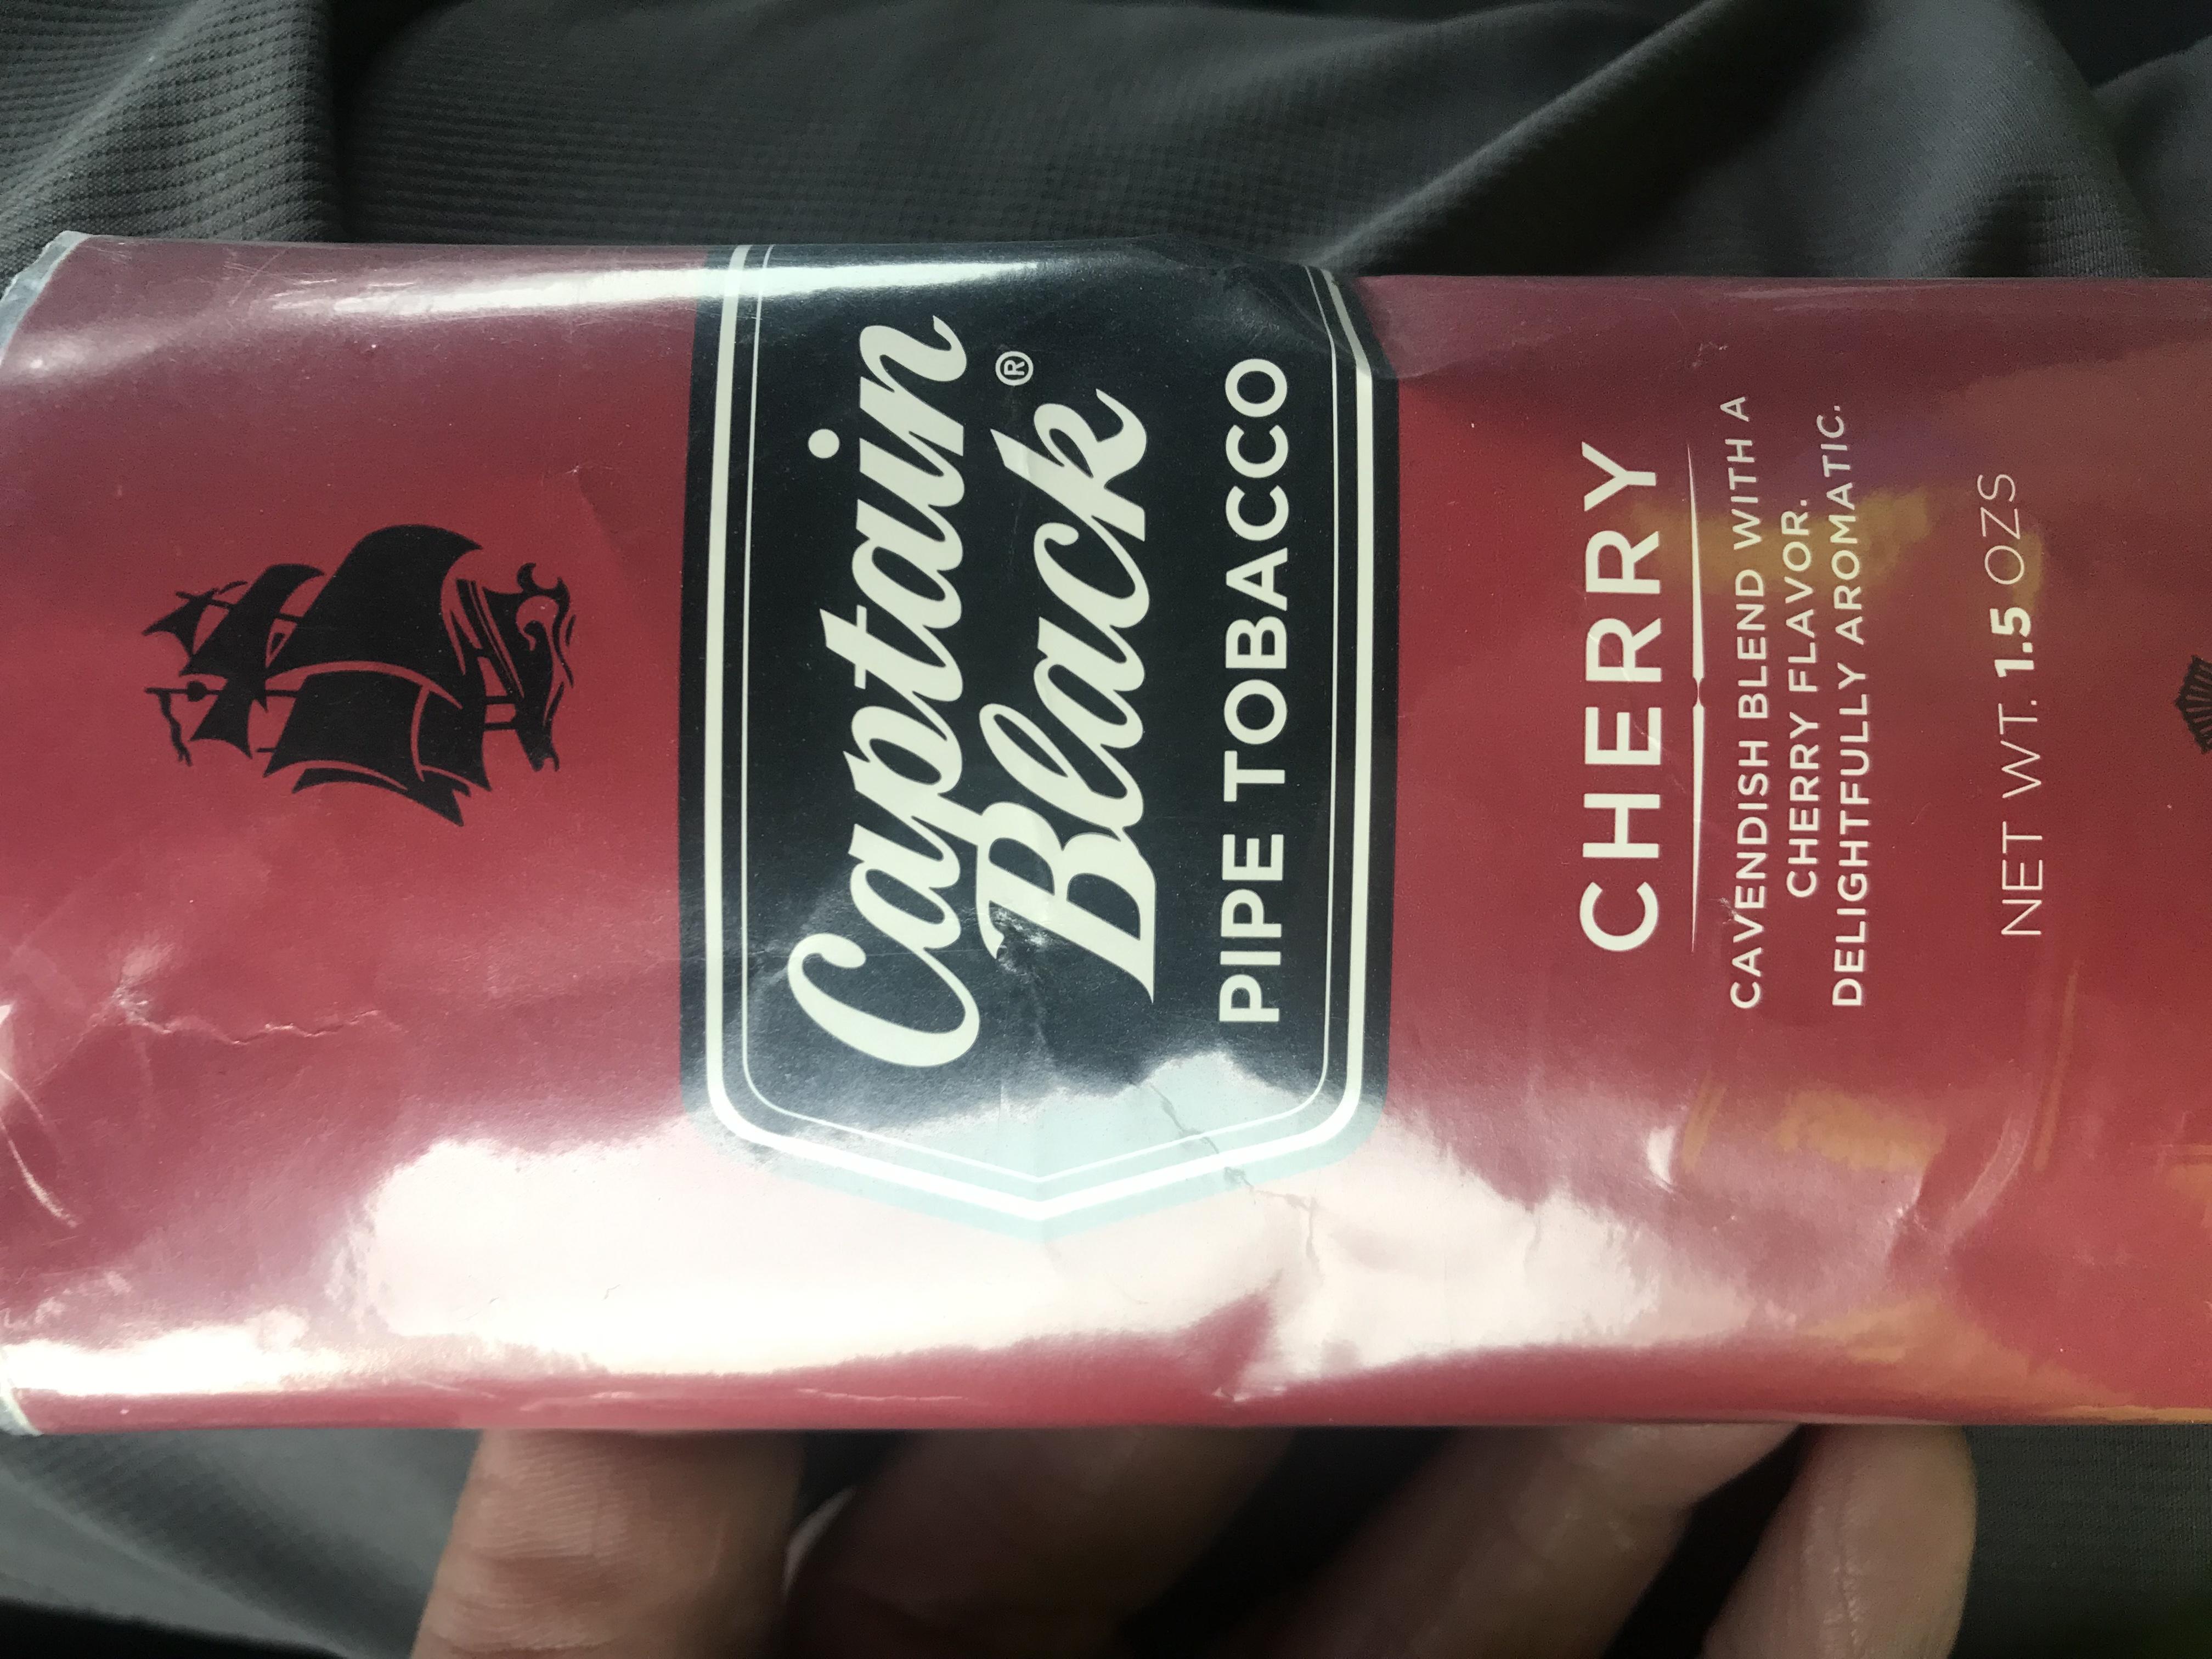 Captain
Black®
PIPE TOBACCO
CHERRY
CAVENDISH BLEND WITH A
CHERRY FLAVOR.
DELIGHTFULLY AROMATIC.
NET WT. 1.5 OZS